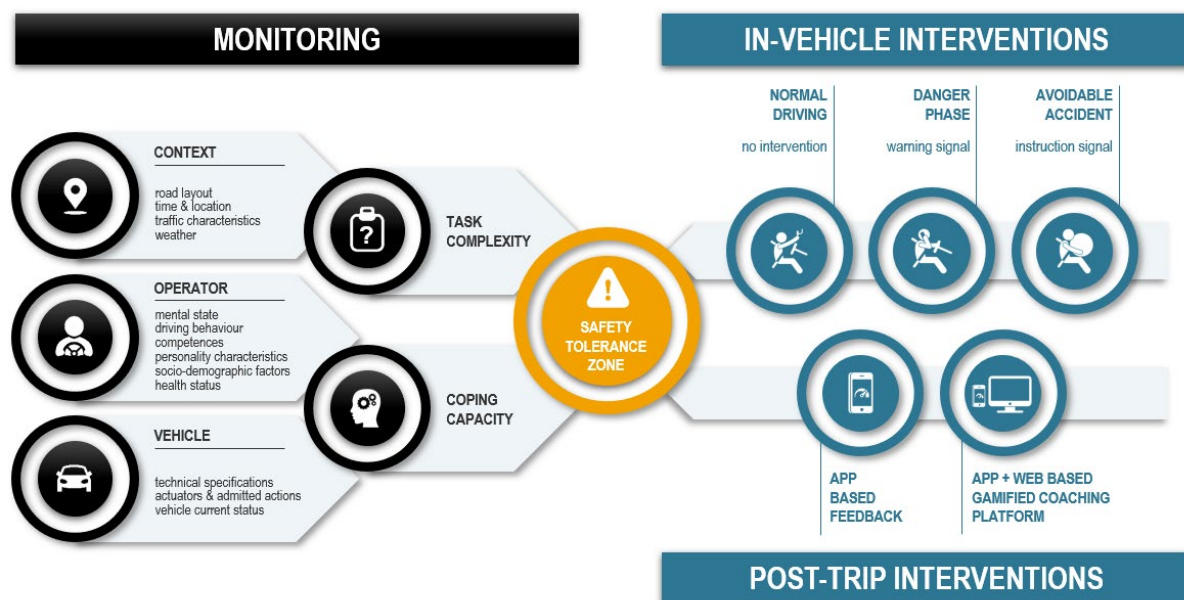 MONITORING
CONTEXT
road layout
time & location
traffic characteristics
weather
OPERATOR
mental state
driving behaviour
competences
personality characteristics
socio-demographic factors
health status
VEHICLE
technical specifications
actuators & admitted actions
vehicle current status
?
TASK
COMPLEXITY
COPING
CAPACITY
!
SAFETY
TOLERANCE
ZONE
IN-VEHICLE INTERVENTIONS
NORMAL
DRIVING
no intervention
DANGER
PHASE
warning signal
AVOIDABLE
ACCIDENT
instruction signal
APP
BASED
FEEDBACK
APP + WEB BASED
GAMIFIED COACHING
PLATFORM
POST-TRIP INTERVENTIONS